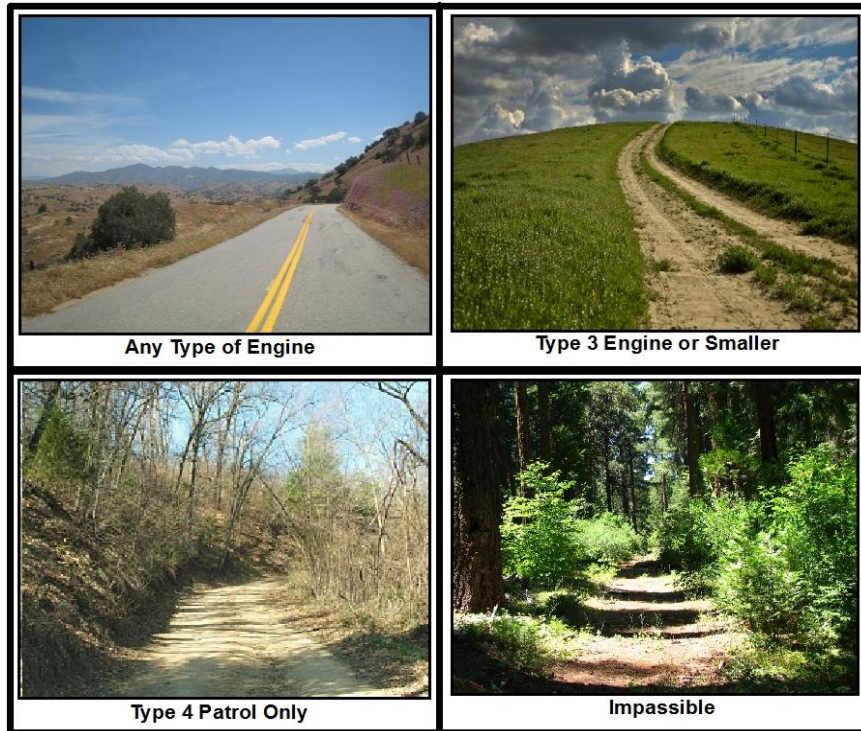 Any Type of Engine
Type 3 Engine or Smaller
Type 4 Patrol Only
Impassible